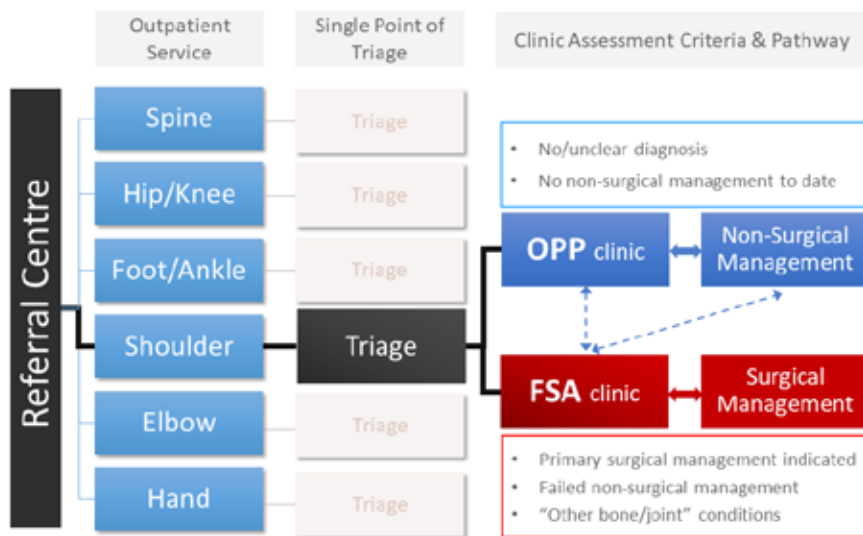 Outpatient
Service
Single Point of
Triage
Clinic Assessment Criteria & Pathway
Referral Centre
Spine
Triage
Hip/Knee
Triage
Foot/Ankle
Triage
Shoulder
Triage
Elbow
Triage
Hand
Triage
• No/unclear diagnosis
• No non-surgical management to date
OPP clinic
Non-Surgical
Management
FSA clinic
Surgical
Management
• Primary surgical management indicated
• Failed non-surgical management
• “Other bone/joint” conditions